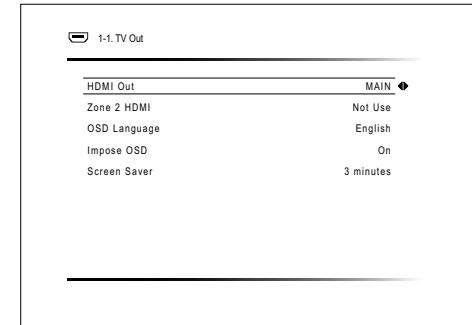 1-1. TV Out
HDMI Out MAIN
Zone 2 HDMI Not Use
OSD Language English
Impose OSD On
Screen Saver 3 minutes